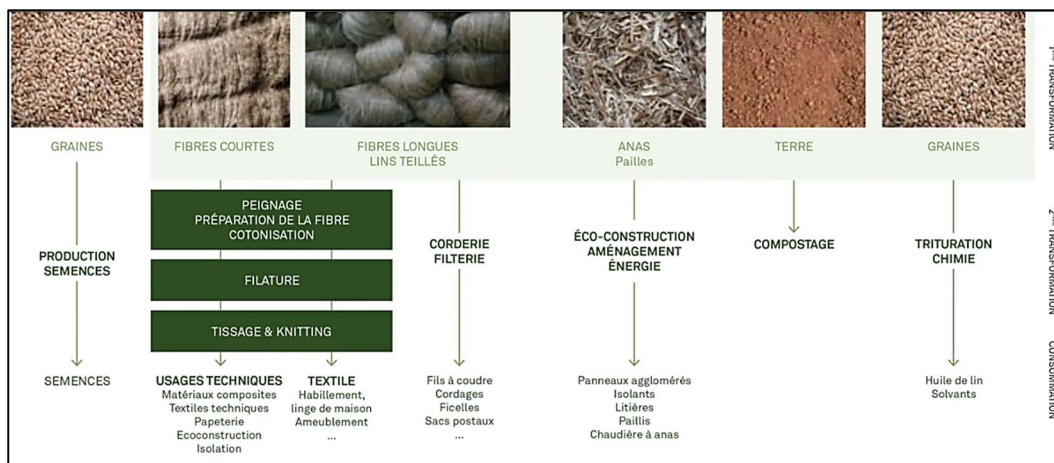 GRAINES
FIBRES COURTES
FIBRES LONGUES
LINS TEILLÉS
ANAS
Pailles
TERRE
GRAINES
PEIGNAGE
PRÉPARATION DE LA FIBRE
COTONISATION
FILATURE
TISSAGE & KNITTING
PRODUCTION
SEMENCES
CORDERIE
FILTERIE
ÉCO-CONSTRUCTION
AMÉNAGEMENT
ÉNERGIE
COMPOSTAGE
TRITURATION
CHIMIE
SEMENCES
USAGES TECHNIQUES
Matériaux composites
Textiles techniques
Papeterie
Ecoconstruction
Isolation
TEXTILE
Habillement,
linge de maison
Ameublement
...
Fils à coudre
Cordages
Ficelles
Sacs postaux
...
Panneaux agglomérés
Isolants
Litières
Paillis
Chaudière à anas
Huile de lin
Solvants
TRANSFORMATION
TRANSFORMATION
CONSOMMATION